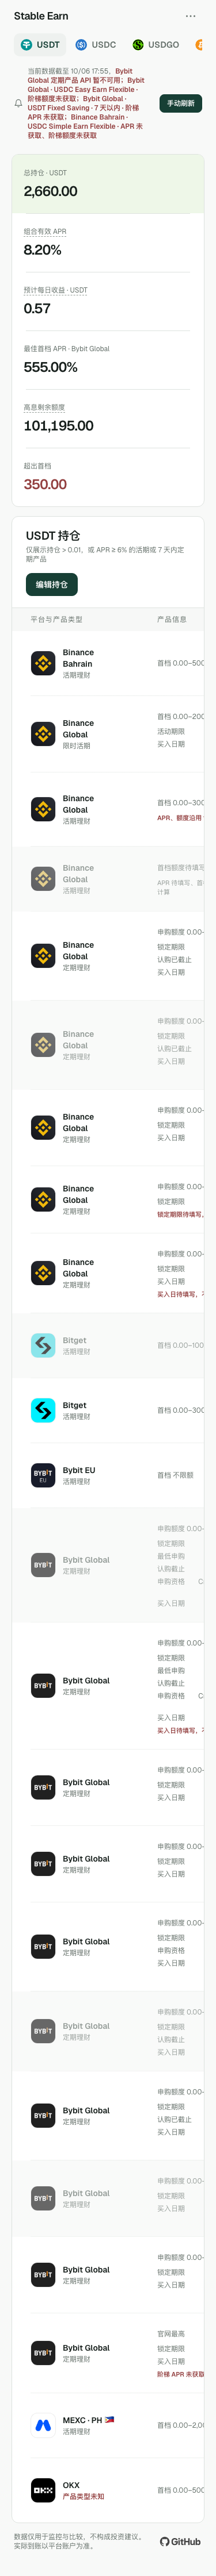 Stable Earn
USDT
USDC
USDGO
当前数据截至 10/06 17:55。Bybit
Global 定期产品 API 暂不可用；Bybit
Global · USDC Easy Earn Flexible ·
阶梯额度未获取；Bybit Global ·
USDT Fixed Saving · 7 天以内 · 阶梯
APR 未获取；Binance Bahrain ·
USDC Simple Earn Flexible · APR 未
获取、阶梯额度未获取
手动刷新
总持仓 · USDT
2,660.00
组合有效 APR
8.20%
预计每日收益 · USDT
0.57
最佳首档 APR · Bybit Global
555.00%
高息剩余额度
101,195.00
超出首档
350.00
USDT 持仓
仅展示持仓 > 0.01，或 APR ≥ 6% 的活期或 7 天内定
期产品
编辑持仓
平台与产品类型
产品信息
Binance
Bahrain
活期理财
首档 0.00–500
Binance
Global
限时活期
首档 0.00–200
活动期限
买入日期
Binance
Global
活期理财
首档 0.00–300
APR、额度沿用
Binance
Global
活期理财
首档额度待填写
APR 待填写，首
计算
Binance
Global
定期理财
申购额度 0.00–
锁定期限
认购已截止
买入日期
Binance
Global
定期理财
申购额度 0.00–
锁定期限
认购已截止
买入日期
Binance
Global
定期理财
申购额度 0.00–
锁定期限
买入日期
Binance
Global
定期理财
申购额度 0.00–
锁定期限
锁定期限待填写，
Binance
Global
定期理财
申购额度 0.00–
锁定期限
买入日期
买入日待填写，不
Bitget
活期理财
首档 0.00–100
Bitget
活期理财
首档 0.00–300
BYBIT
EU
Bybit EU
活期理财
首档 不限额
BYBIT
Bybit Global
定期理财
申购额度 0.00–
锁定期限
最低申购
认购截止
申购资格
买入日期
BYBIT
Bybit Global
定期理财
申购额度 0.00–
锁定期限
最低申购
认购截止
申购资格
买入日期
买入日待填写，不
BYBIT
Bybit Global
定期理财
申购额度 0.00–
锁定期限
买入日期
BYBIT
Bybit Global
定期理财
申购额度 0.00–
锁定期限
买入日期
BYBIT
Bybit Global
定期理财
申购额度 0.00–
锁定期限
申购资格
买入日期
BYBIT
Bybit Global
定期理财
申购额度 0.00–
锁定期限
认购截止
买入日期
BYBIT
Bybit Global
定期理财
申购额度 0.00–
锁定期限
认购已截止
买入日期
BYBIT
Bybit Global
定期理财
申购额度 0.00–
锁定期限
买入日期
BYBIT
Bybit Global
定期理财
申购额度 0.00–
锁定期限
买入日期
BYBIT
Bybit Global
定期理财
官网最高
锁定期限
买入日期
阶梯 APR 未获取
MEXC · PH
活期理财
首档 0.00–2,00
OKX
OKX
产品类型未知
首档 0.00–500
数据仅用于监控与比较，不构成投资建议。
实际到账以平台账户为准。
GitHub